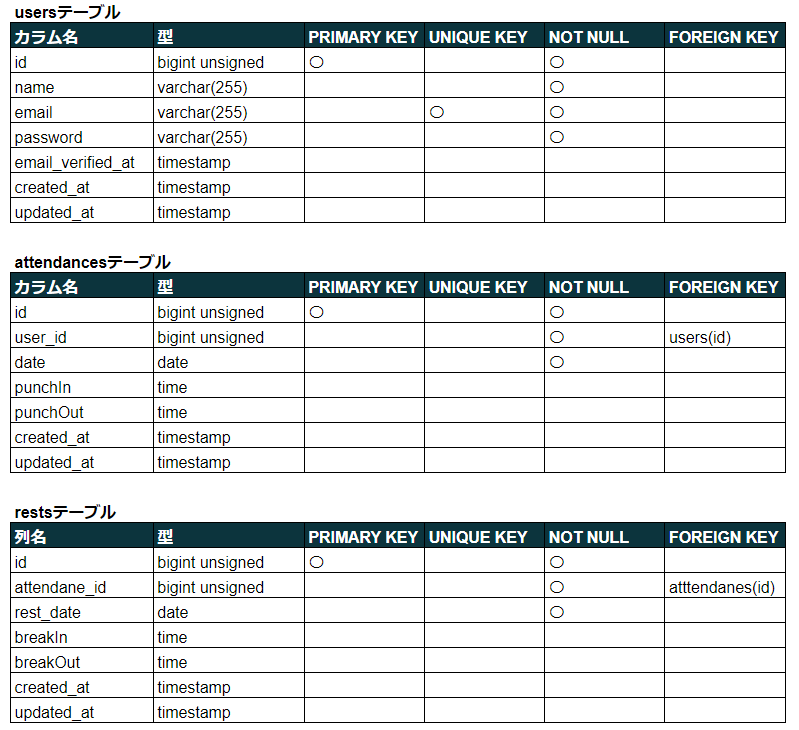 usersテーブル
カラム名 型 PRIMARY KEY UNIQUE KEY NOT NULL FOREIGN KEY
id bigint unsigned ○ ○
name varchar(255) ○
email varchar(255) ○ ○
password varchar(255) ○
email_verified_at timestamp
created_at timestamp
updated_at timestamp
attendancesテーブル
カラム名 型 PRIMARY KEY UNIQUE KEY NOT NULL FOREIGN KEY
id bigint unsigned ○ ○
user_id bigint unsigned ○ users(id)
date date ○
punchIn time
punchOut time
created_at timestamp
updated_at timestamp
restsテーブル
列名 型 PRIMARY KEY UNIQUE KEY NOT NULL FOREIGN KEY
id bigint unsigned ○ ○
attendane_id bigint unsigned ○ atttendanes(id)
rest_date date ○
breakIn time
breakOut time
created_at timestamp
updated_at timestamp